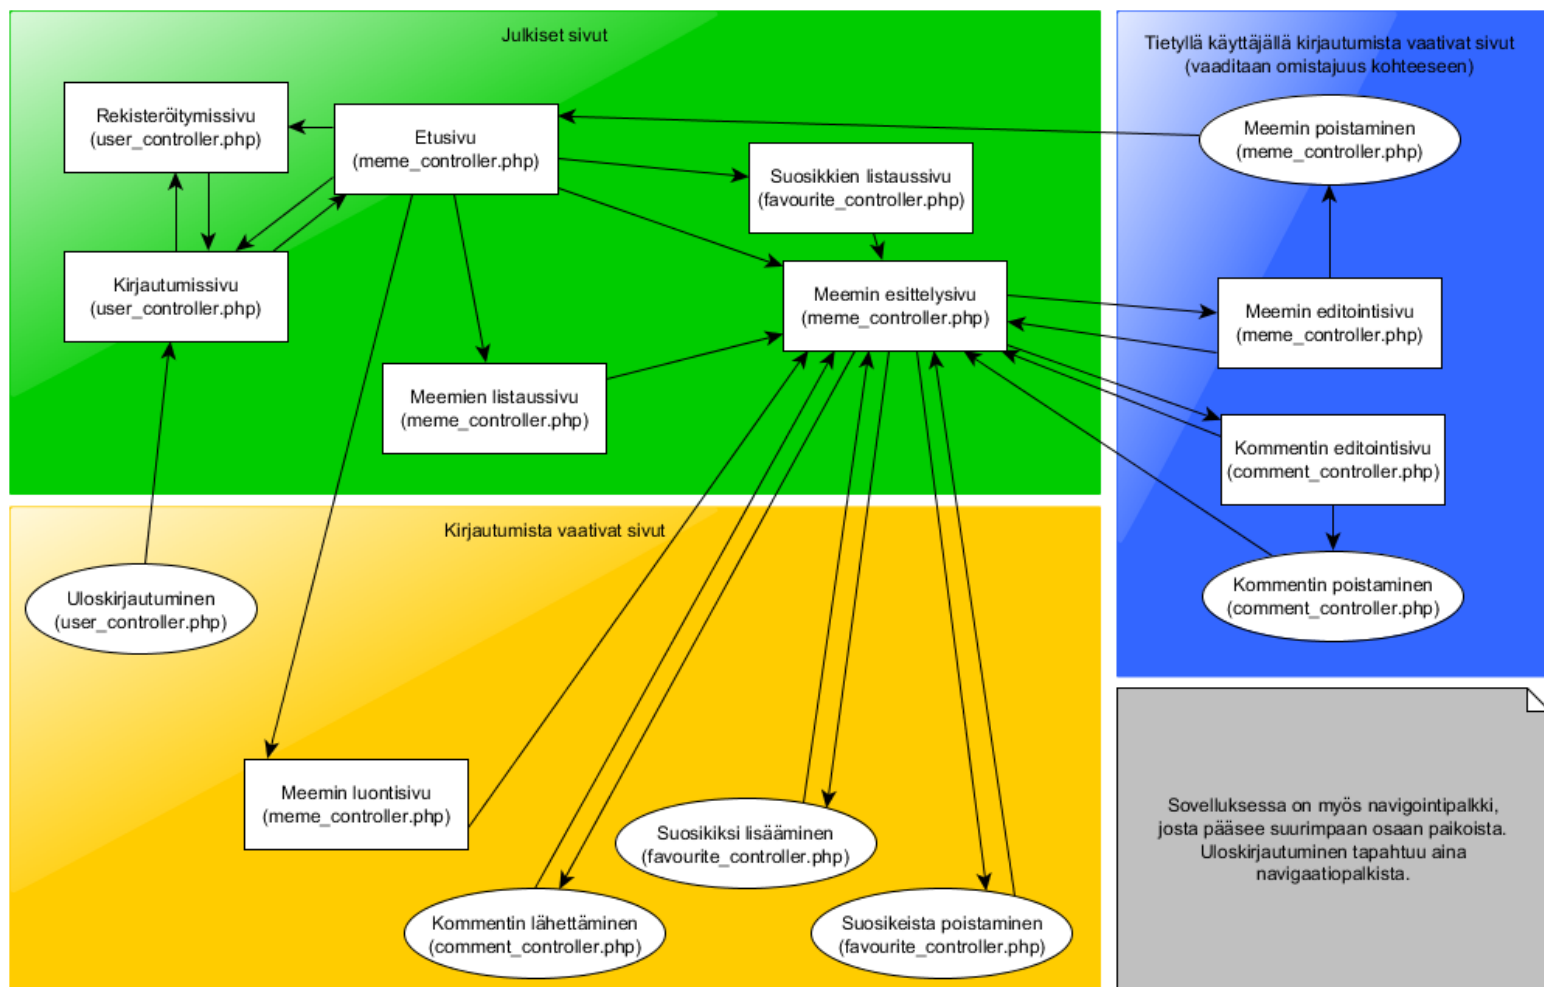 Julkiset sivut
Rekisteröitymissivu
(user_controller.php)
Etusivu
(meme_controller.php)
Suosikkien listaussivu
(favourite_controller.php)
Kirjautumissivu
(user_controller.php)
Meemin esittelysivu
(meme_controller.php)
Meemien listaussivu
(meme_controller.php)
Tietyllä käyttäjällä kirjautumista vaativat sivut
(vaaditaan omistajuus kohteeseen)
Meemin poistaminen
(meme_controller.php)
Meemin editointisivu
(meme_controller.php)
Kommentin editointisivu
(comment_controller.php)
Kommentin poistaminen
(comment_controller.php)
Kirjautumista vaativat sivut
Uloskirjautuminen
(user_controller.php)
Meemin luontisivu
(meme_controller.php)
Suosikiksi lisääminen
(favourite_controller.php)
Kommentin lähettäminen
(comment_controller.php)
Suosikeista poistaminen
(favourite_controller.php)
Sovelluksessa on myös navigointipalkki,
josta pääsee suurimpaan osaan paikoista.
Uloskirjautuminen tapahtuu aina
navigaatiopalkista.